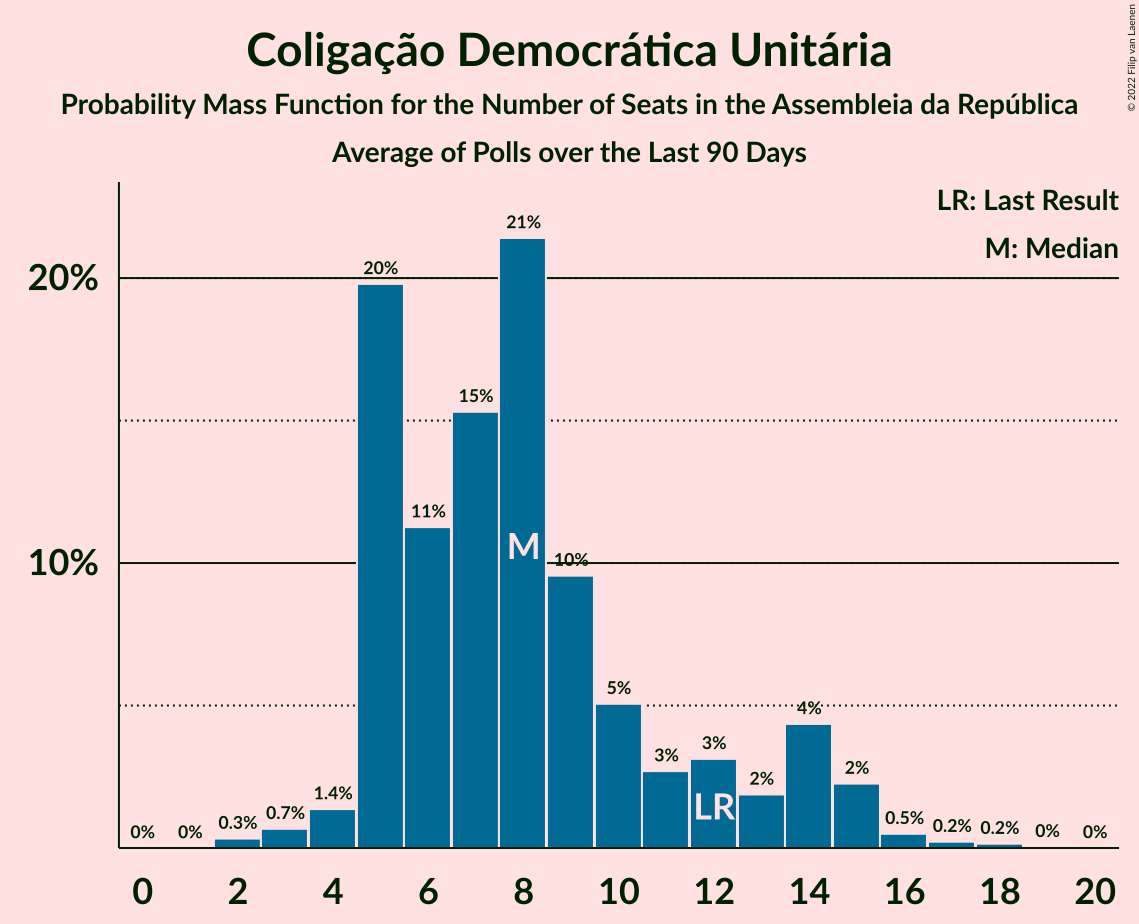 Coligação Democrática Unitária
Probability Mass Function for the Number of Seats in the Assembleia da República
Average of Polls over the Last 90 Days
© 2022 Filip van Laenen
LR: Last Result
M: Median
20%
10%
0%
0%
0.3%
0.7%
1.4%
20%
11%
15%
21%
10%
5%
3%
3%
2%
4%
2%
0.5%
0.2%
0.2%
0%
0%
M
LR
0 2 4 6 8 10 12 14 16 18 20